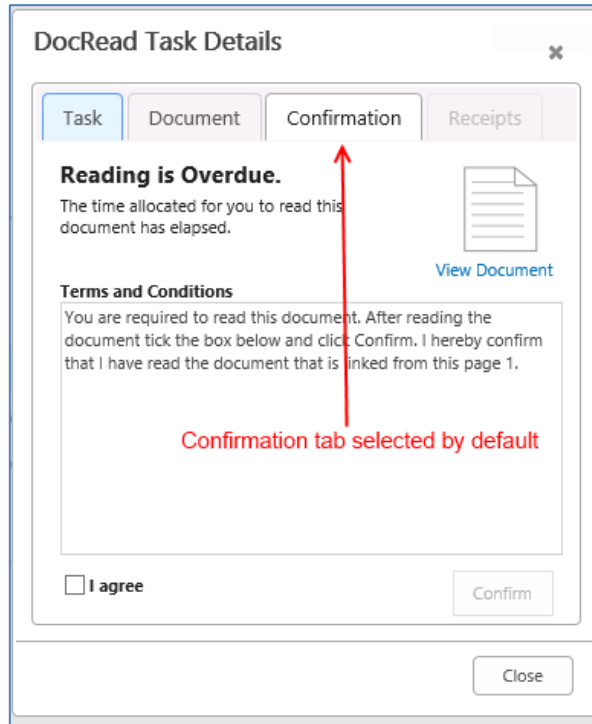 DocRead Task Details
Task Document Confirmation Receipts
Reading is Overdue.
The time allocated for you to read this
document has elapsed.
View Document
Terms and Conditions
You are required to read this document. After reading the
document tick the box below and click Confirm. I hereby confirm
that I have read the document that is linked from this page 1.
Confirmation tab selected by default
I agree
Confirm
Close